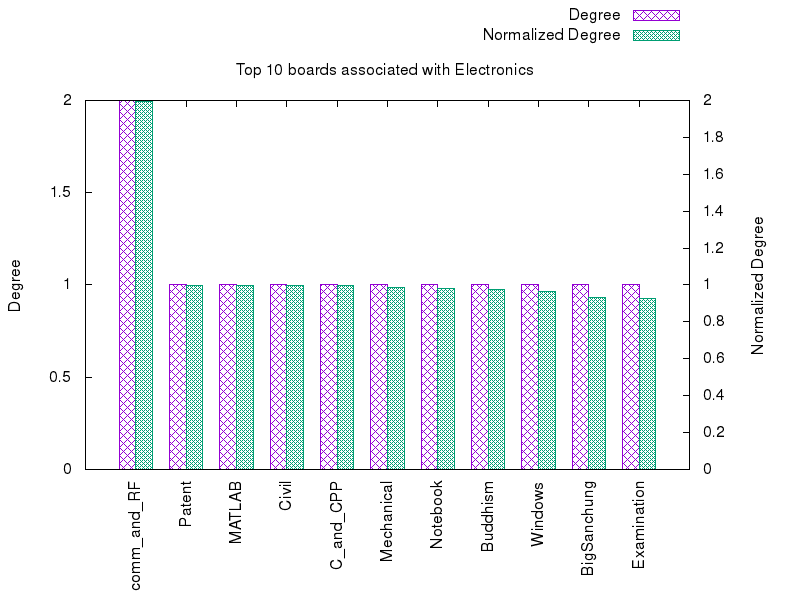 Degree
Normalized Degree
Top 10 boards associated with Electronics
2
1.5
1
0.5
0
Degree
2
1.8
1.6
1.4
1.2
1
0.8
0.6
0.4
0.2
0
Normalized Degree
comm_and_RF
Patent
MATLAB
Civil
C_and_CPP
Mechanical
Notebook
Buddhism
Windows
BigSanchung
Examination